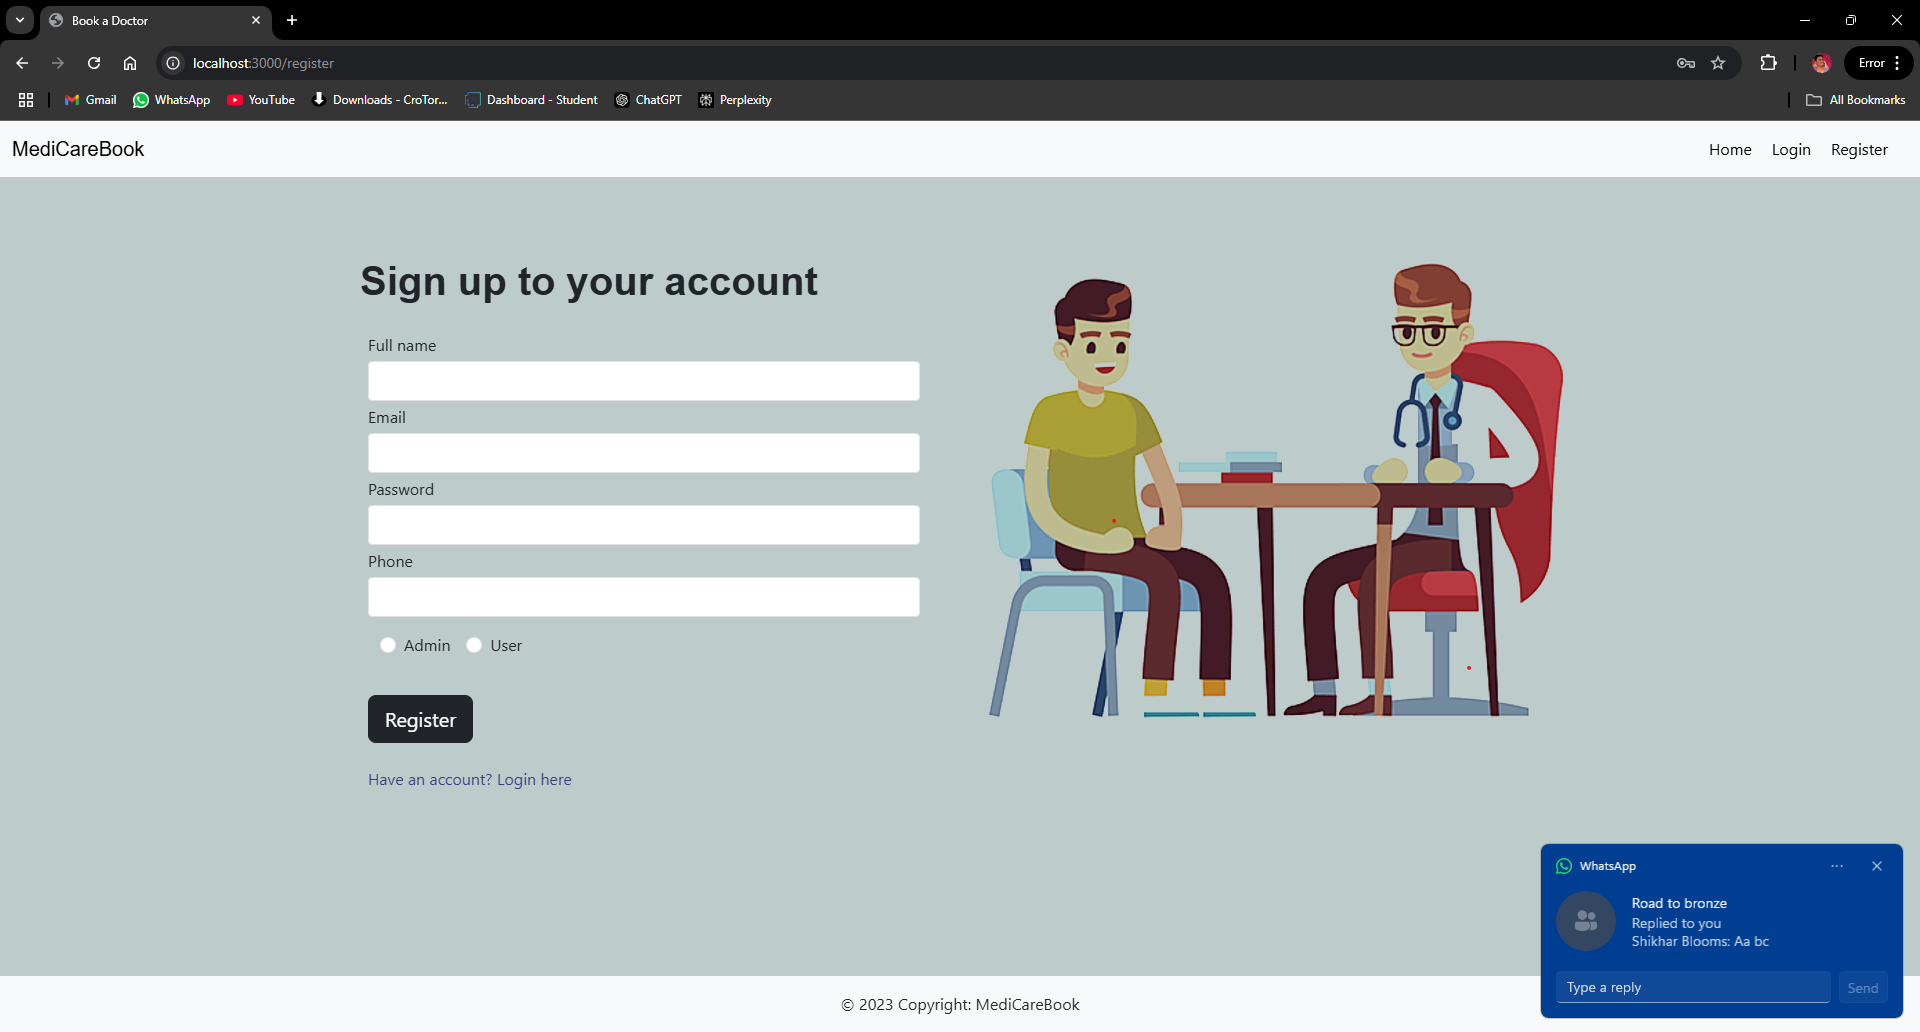 Book a Doctor
localhost:3000/register
Error
Gmail
WhatsApp
YouTube
Downloads - CroTor...
Dashboard - Student
ChatGPT
Perplexity
All Bookmarks
MediCareBook
Home
Login
Register
Sign up to your account
Full name
Email
Password
Phone
Admin
User
Register
Have an account? Login here
WhatsApp
Road to bronze
Replied to you
Shikhar Blooms: Aa bc
Type a reply
Send
© 2023 Copyright: MediCareBook